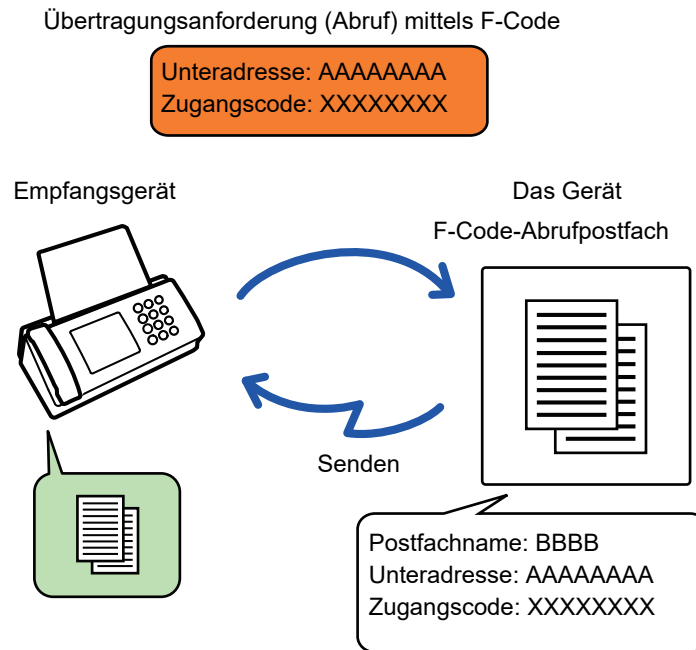 Übertragungsanforderung (Abruf) mittels F-Code
Unteradresse: AAAAAAAA
Zugangscode: XXXXXXXX
Empfangsgerät
Das Gerät
F-Code-Abrufpostfach
Senden
Postfachname: BBBB
Unteradresse: AAAAAAAA
Zugangscode: XXXXXXXX